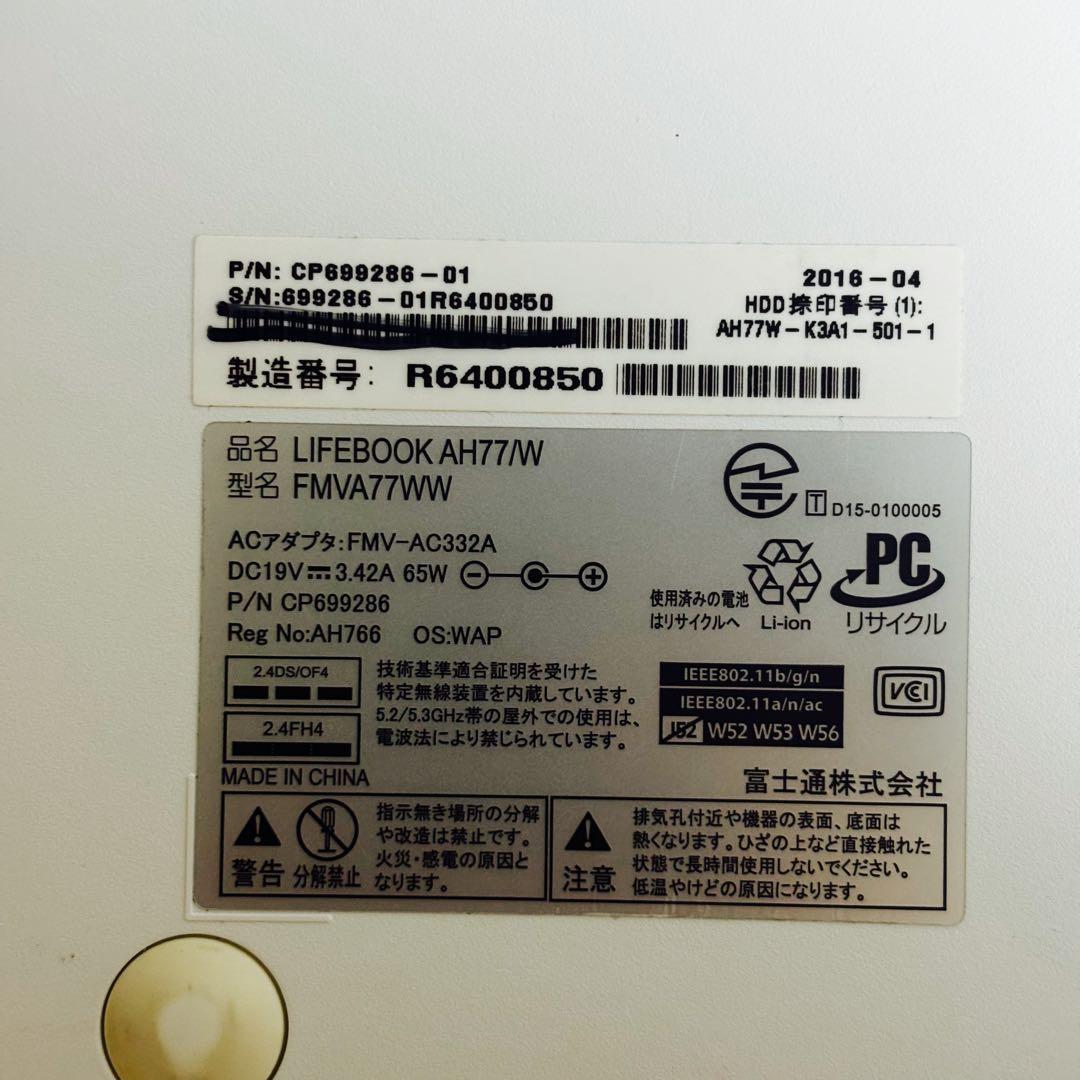 P/N: CP699286-01
2016-04
S/N:699286-01R6400850
HDD捺印番号(1):
AH77W-K3A1-501-1
製造番号: R6400850
品名 LIFEBOOK AH77/W
型名 FMVA77WW
T D15-0100005
ACアダプタ:FMV-AC332A
DC19V⎓3.42A 65W
P/N CP699286
Reg No:AH766 OS:WAP
使用済みの電池
はリサイクルへ
Li-ion
PC
リサイクル
2.4DS/OF4
2.4FH4
技術基準適合証明を受けた
特定無線装置を内蔵しています。
5.2/5.3GHz帯の屋外での使用は、
電波法により禁じられています。
IEEE802.11b/g/n
IEEE802.11a/n/ac
J52 W52 W53 W56
VCCI
MADE IN CHINA
富士通株式会社
警告 分解禁止
指示無き場所の分解
や改造は禁止です。
火災・感電の原因と
なります。
注意
排気孔付近や機器の表面、底面は
熱くなります。ひざの上など直接触れた
状態で長時間使用しないでください。
低温やけどの原因になります。